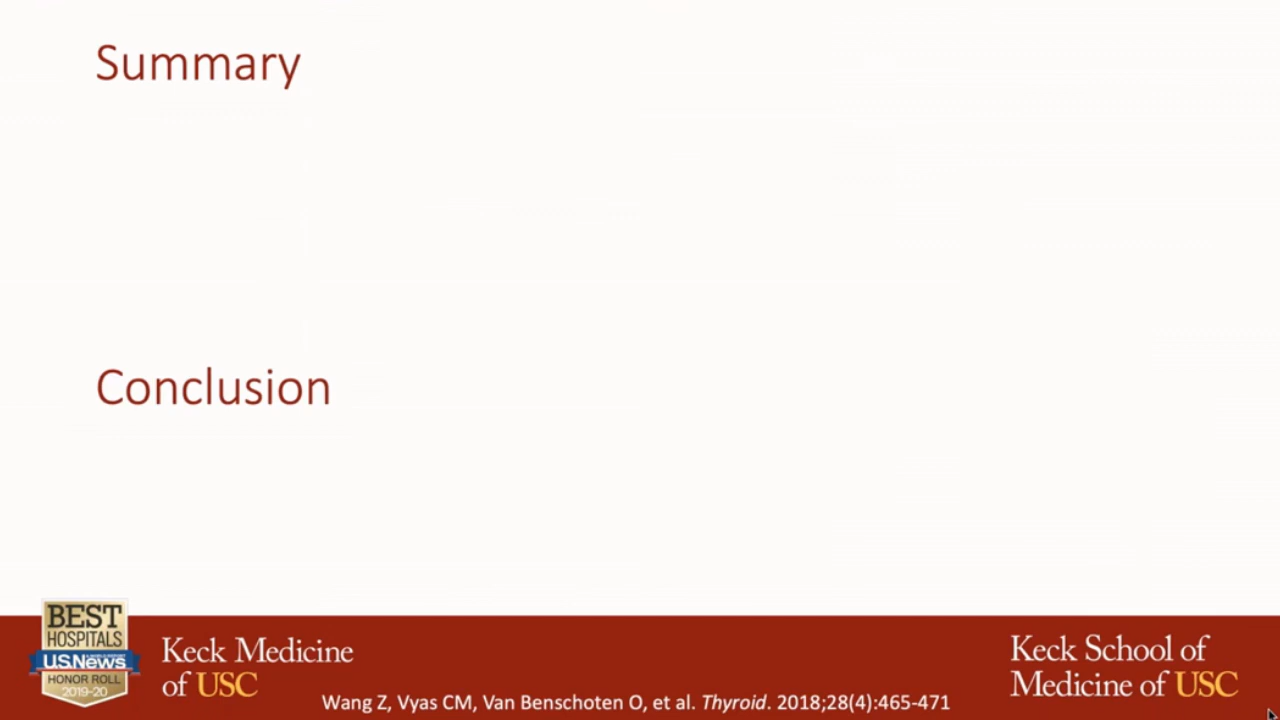 Summary
Conclusion
BEST
HOSPITALS
U.S.News
HONOR ROLL
2019-20
Keck Medicine
of USC
Wang Z, Vyas CM, Van Benschoten O, et al. Thyroid. 2018;28(4):465-471
Keck School of
Medicine of USC